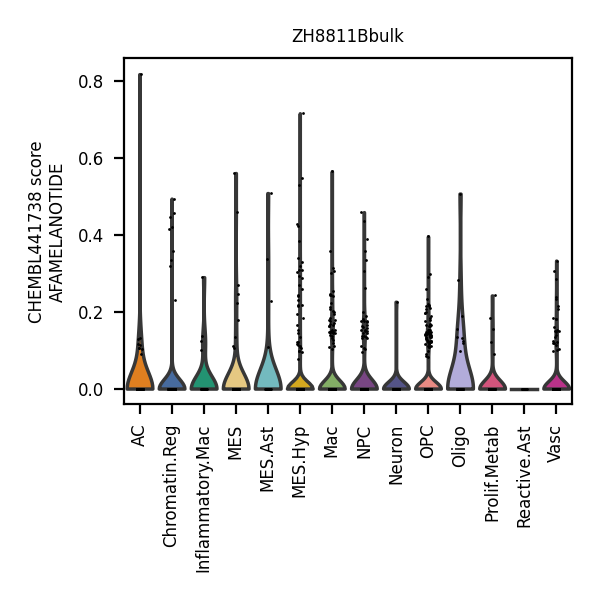 ZH8811Bbulk
CHEMBL441738 score
AFAMELANOTIDE
0.8
0.6
0.4
0.2
0.0
AC
Chromatin.Reg
Inflammatory.Mac
MES
MES.Ast
MES.Hyp
Mac
NPC
Neuron
OPC
Oligo
Prolif.Metab
Reactive.Ast
Vasc